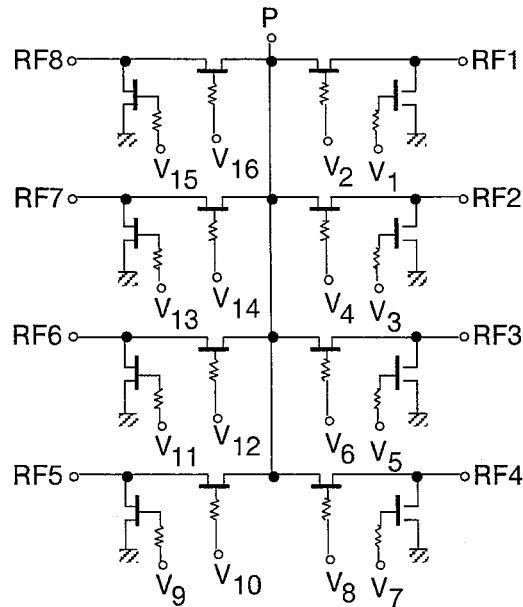 P
RF8 RF1
V15 V16 V2 V1
RF7 RF2
V13 V14 V4 V3
RF6 RF3
V11 V12 V6 V5
RF5 RF4
V9 V10 V8 V7